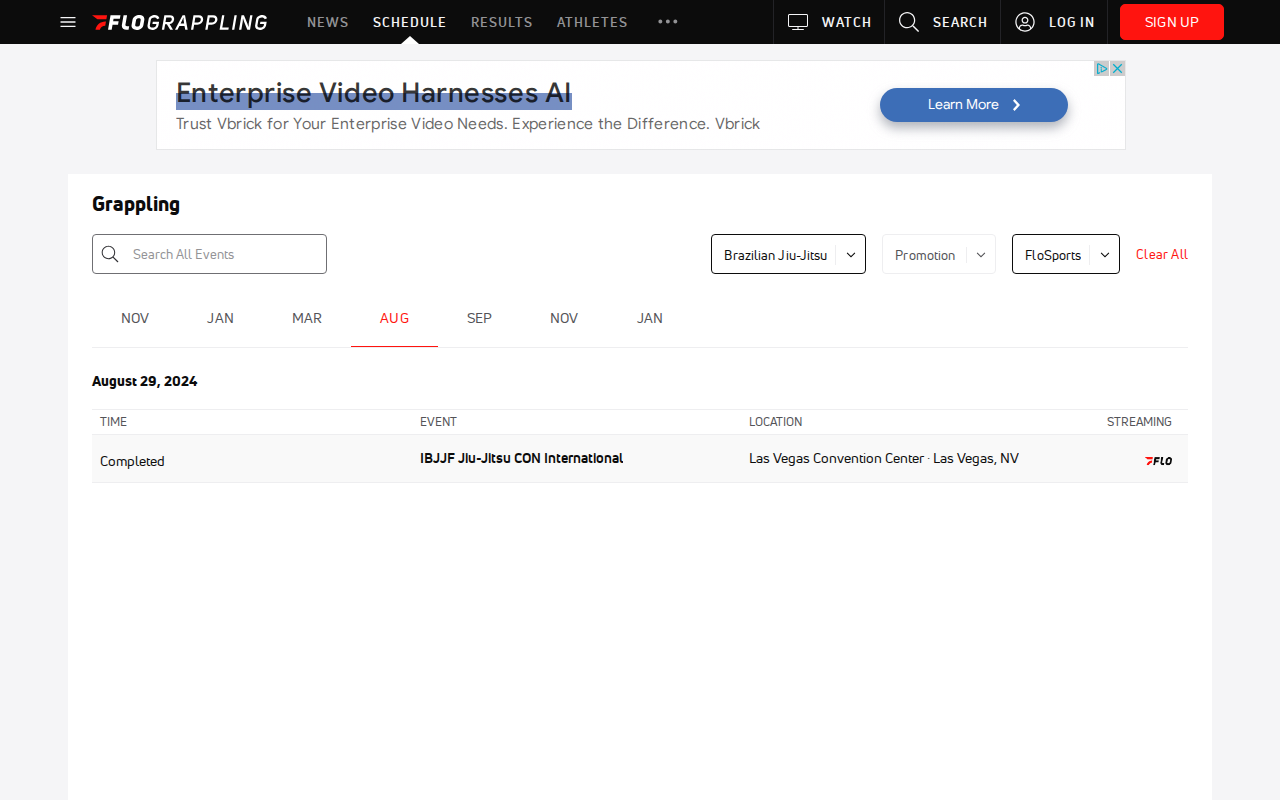 FLOGRAPPLING NEWS SCHEDULE RESULTS ATHLETES WATCH SEARCH LOG IN SIGN UP
Enterprise Video Harnesses AI
Trust Vbrick for Your Enterprise Video Needs. Experience the Difference. Vbrick
Learn More
Grappling
Search All Events Brazilian Jiu-Jitsu Promotion FloSports Clear All
NOV JAN MAR AUG SEP NOV JAN
August 29, 2024
TIME EVENT LOCATION STREAMING
Completed IBJJF Jiu-Jitsu CON International Las Vegas Convention Center · Las Vegas, NV FLO